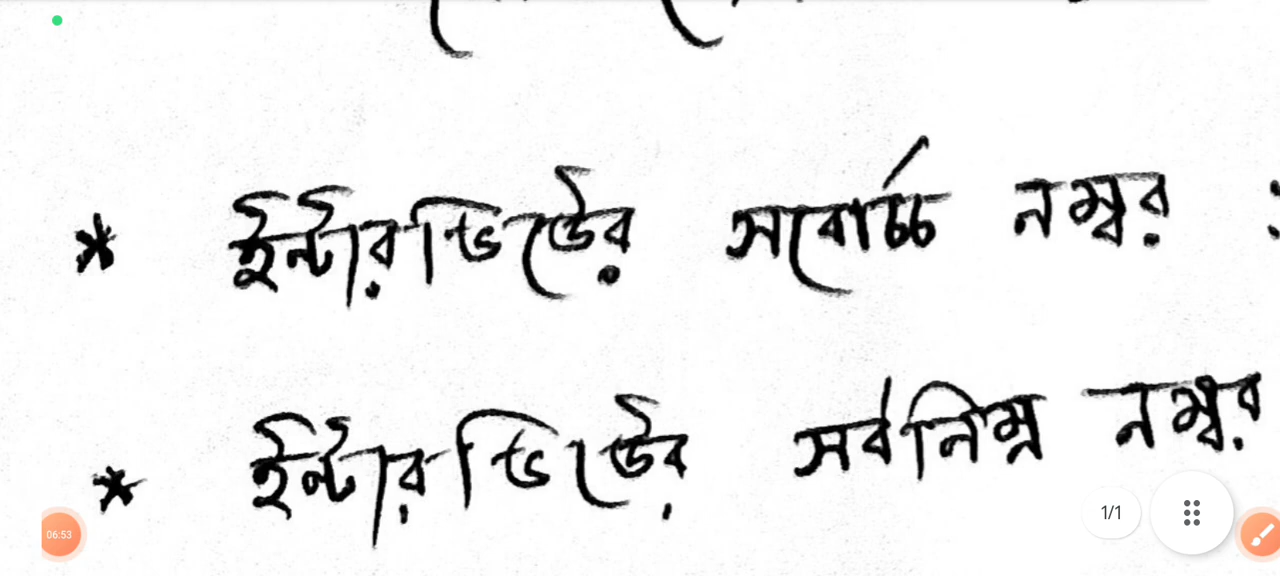 * ইন্টারভিউের সর্বোচ্চ নম্বর :
* ইন্টারভিউের সর্বনিম্ন নম্বর
1/1
06:53